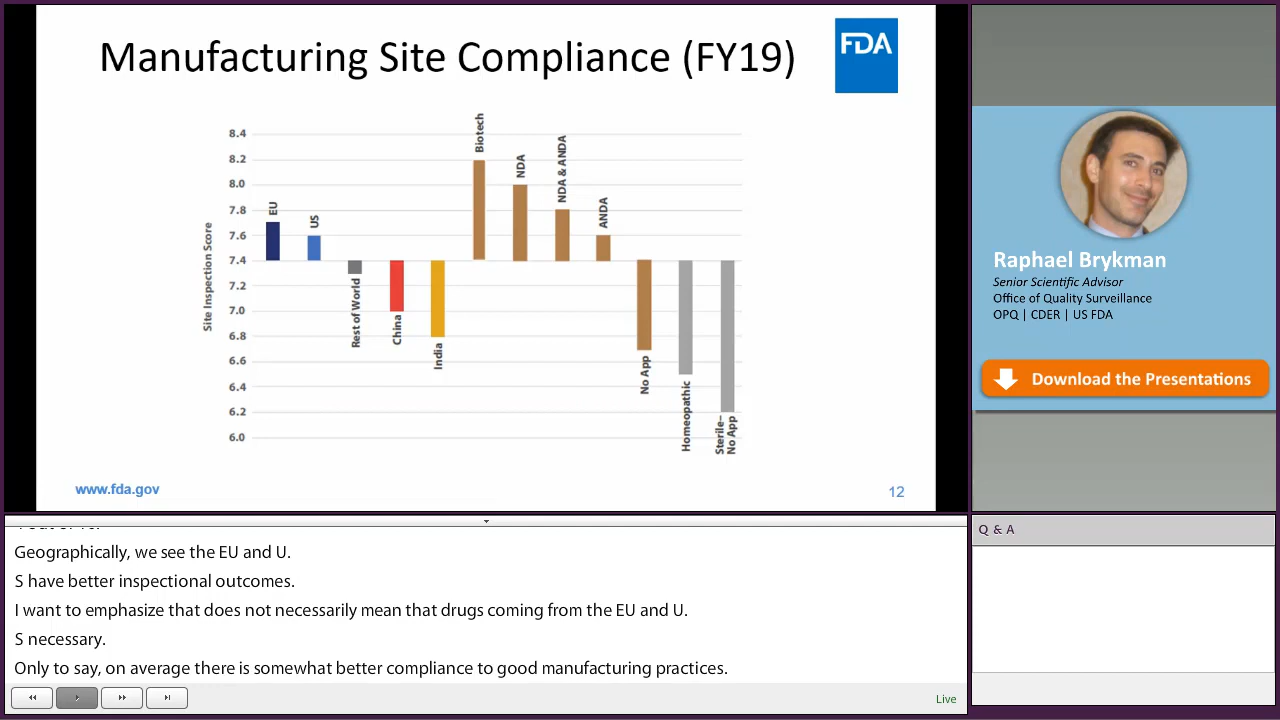 Manufacturing Site Compliance (FY19)
FDA
Site Inspection Score
8.4
8.2
8.0
7.8
7.6
7.4
7.2
7.0
6.8
6.6
6.4
6.2
6.0
EU
US
Rest of World
China
India
Biotech
NDA
NDA & ANDA
ANDA
No App
Homeopathic
Sterile–
No App
www.fda.gov
12
Raphael Brykman
Senior Scientific Advisor
Office of Quality Surveillance
OPQ | CDER | US FDA
Download the Presentations
Geographically, we see the EU and U.
S have better inspectional outcomes.
I want to emphasize that does not necessarily mean that drugs coming from the EU and U.
S necessary.
Only to say, on average there is somewhat better compliance to good manufacturing practices.
Live
Q & A